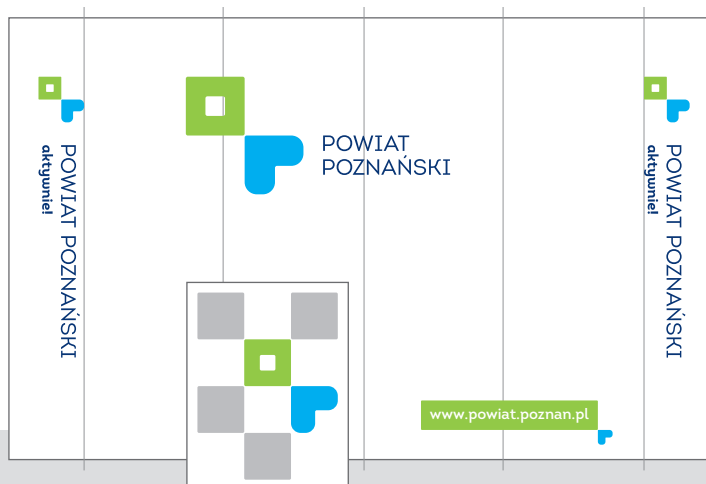 POWIAT POZNAŃSKI
aktywnie!
POWIAT
POZNAŃSKI
POWIAT POZNAŃSKI
aktywnie!
www.powiat.poznan.pl